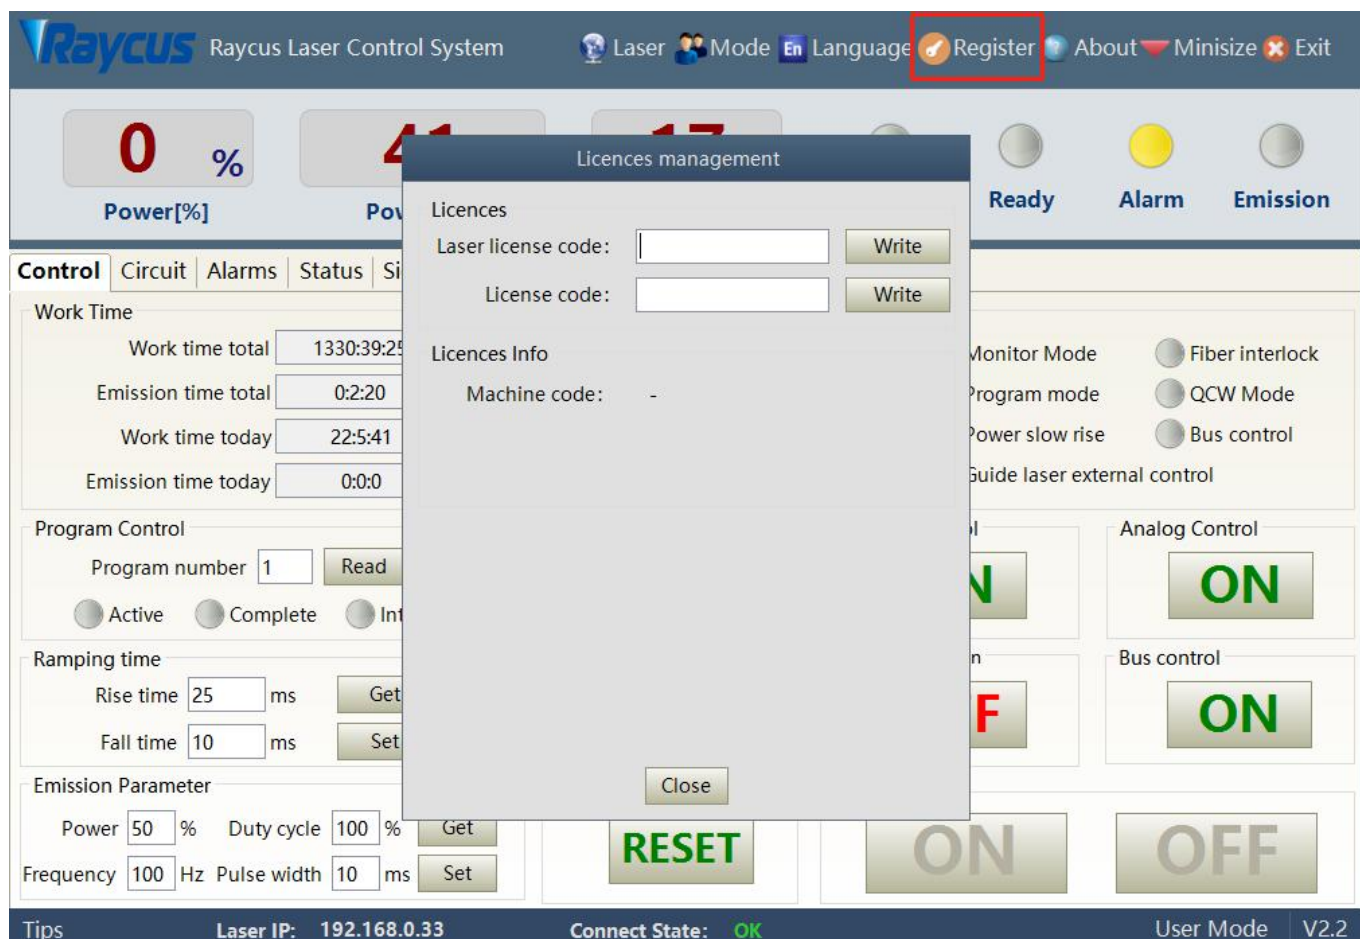 Raycus Raycus Laser Control System Laser Mode En Language Register About Minisize Exit
0 %
Power[%]
Ready Alarm Emission
Licences management
Licences
Laser license code: Write
License code: Write
Licences Info
Machine code: -
Close
Control Circuit Alarms Status
Work Time
Work time total 1330:39:25
Emission time total 0:2:20
Work time today 22:5:41
Emission time today 0:0:0
Monitor Mode Fiber interlock
Program mode QCW Mode
Power slow rise Bus control
Guide laser external control
Program Control
Program number 1 Read
Active Complete
Analog Control
ON
Ramping time
Rise time 25 ms Get
Fall time 10 ms Set
Bus control
ON
Emission Parameter
Power 50 % Duty cycle 100 % Get
Frequency 100 Hz Pulse width 10 ms Set
RESET
ON OFF
Tips Laser IP: 192.168.0.33 Connect State: OK User Mode V2.2